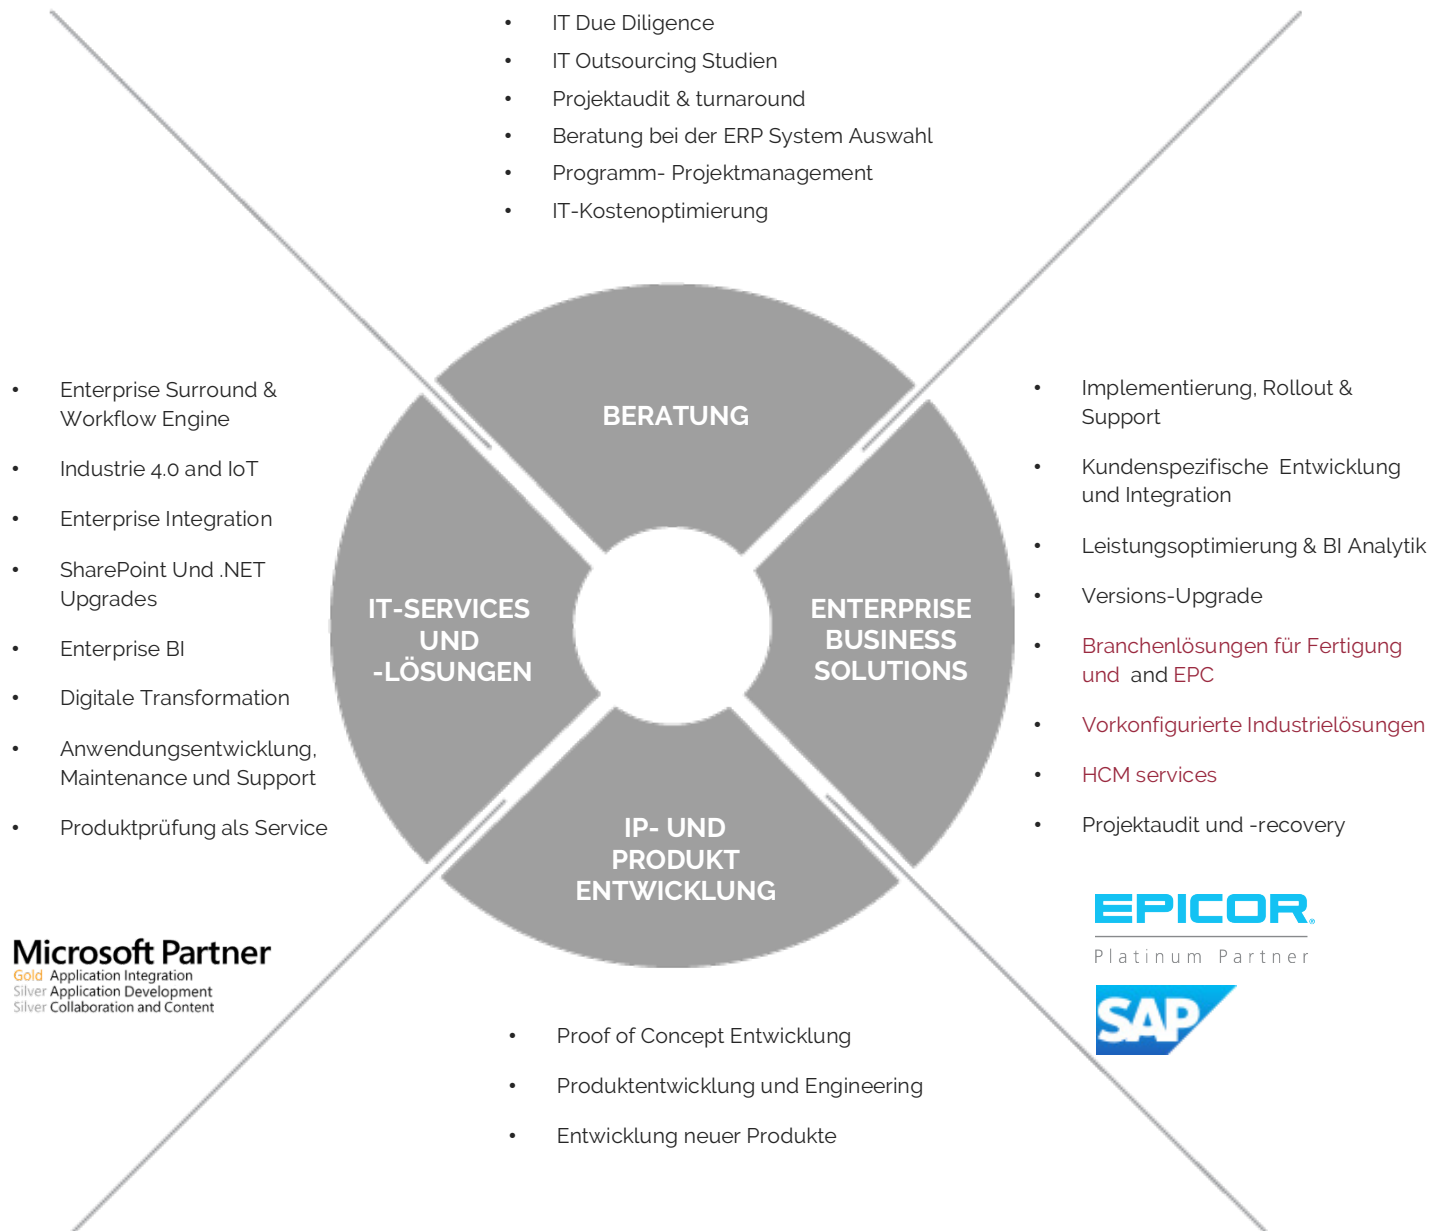 • IT Due Diligence
• IT Outsourcing Studien
• Projektaudit & turnaround
• Beratung bei der ERP System Auswahl
• Programm- Projektmanagement
• IT-Kostenoptimierung
BERATUNG
• Enterprise Surround &
Workflow Engine
• Industrie 4.0 and IoT
• Enterprise Integration
• SharePoint Und .NET
Upgrades
• Enterprise BI
• Digitale Transformation
• Anwendungsentwicklung,
Maintenance und Support
• Produktprüfung als Service
IT-SERVICES
UND
-LÖSUNGEN
ENTERPRISE
BUSINESS
SOLUTIONS
• Implementierung, Rollout &
Support
• Kundenspezifische Entwicklung
und Integration
• Leistungsoptimierung & BI Analytik
• Versions-Upgrade
• Branchenlösungen für Fertigung
und and EPC
• Vorkonfigurierte Industrielösungen
• HCM services
• Projektaudit und -recovery
IP- UND
PRODUKT
ENTWICKLUNG
Microsoft Partner
Gold Application Integration
Silver Application Development
Silver Collaboration and Content
EPICOR®
Platinum Partner
SAP
• Proof of Concept Entwicklung
• Produktentwicklung und Engineering
• Entwicklung neuer Produkte